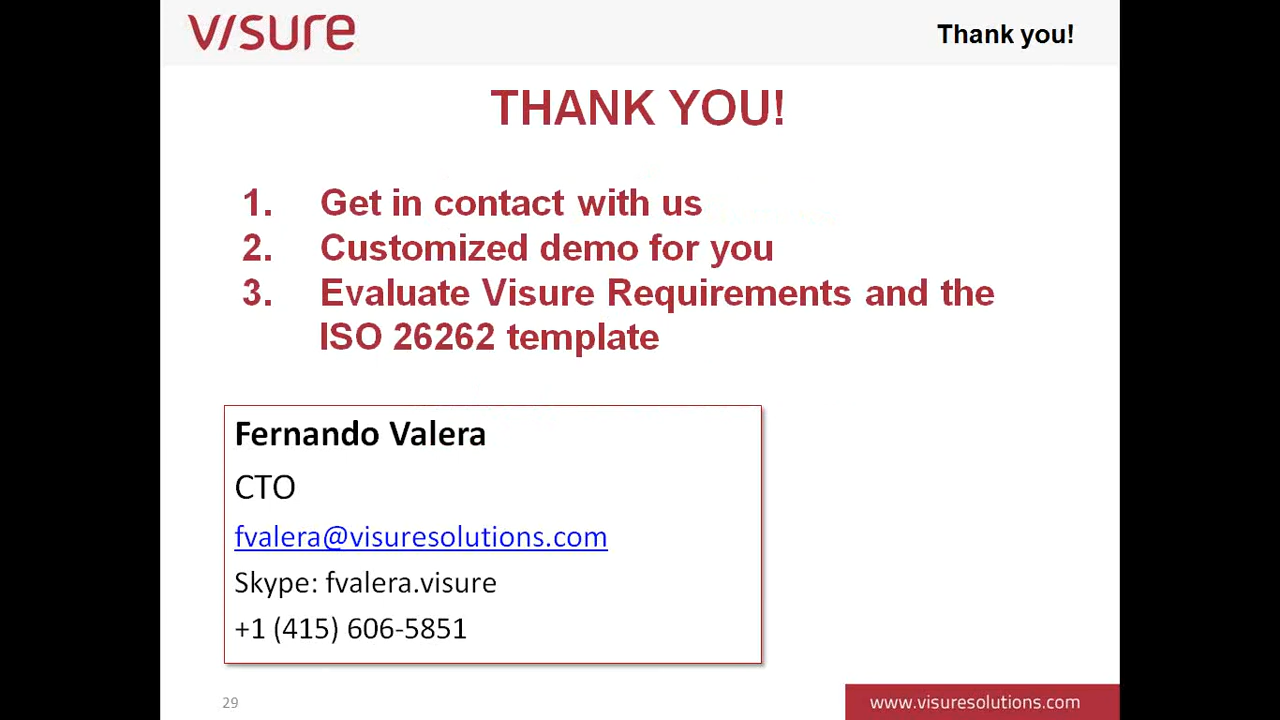 visure
Thank you!
THANK YOU!
1. Get in contact with us
2. Customized demo for you
3. Evaluate Visure Requirements and the
ISO 26262 template
Fernando Valera
CTO
fvalera@visuresolutions.com
Skype: fvalera.visure
+1 (415) 606-5851
29
www.visuresolutions.com